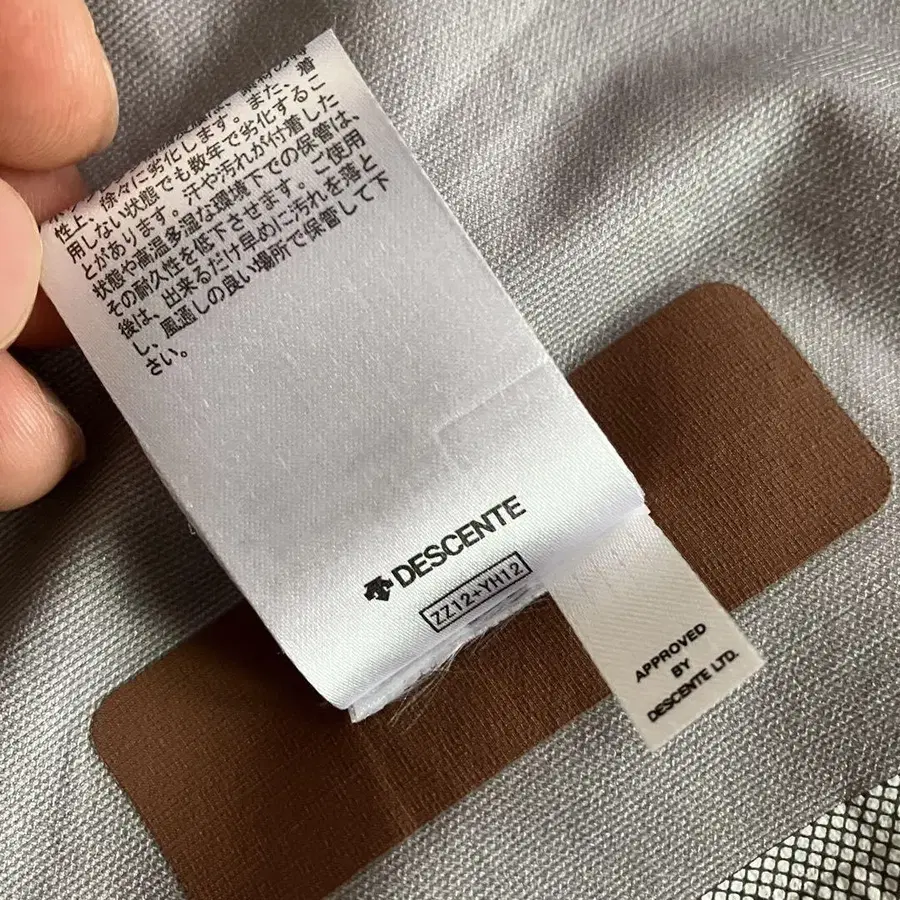 性上、徐々に劣化します。また、着
用しない状態でも数年で劣化するこ
とがあります。汗や汚れが付着した
状態や高温多湿な環境下での保管は、
その耐久性を低下させます。ご使用
後は、出来るだけ早めに汚れを落と
し、風通しの良い場所で保管して下
さい。
DESCENTE
ZZ12+YH12
APPROVED
BY
DESCENTE LTD.